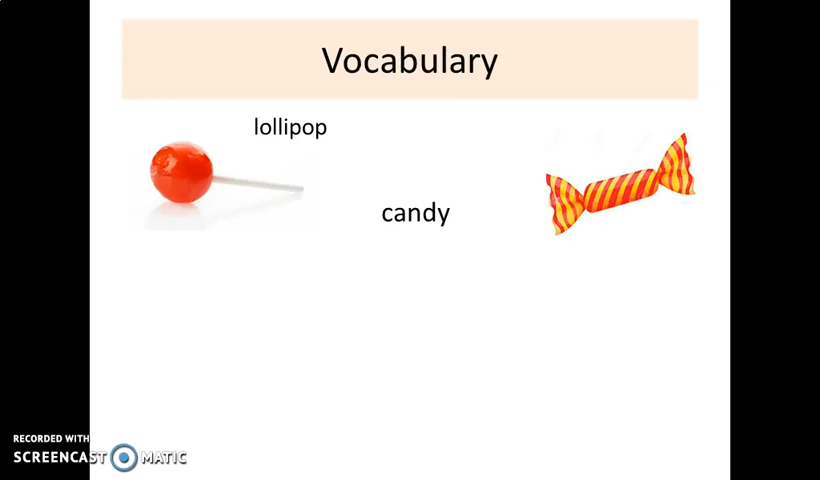 Vocabulary
lollipop
candy
RECORDED WITH
SCREENCAST MATIC